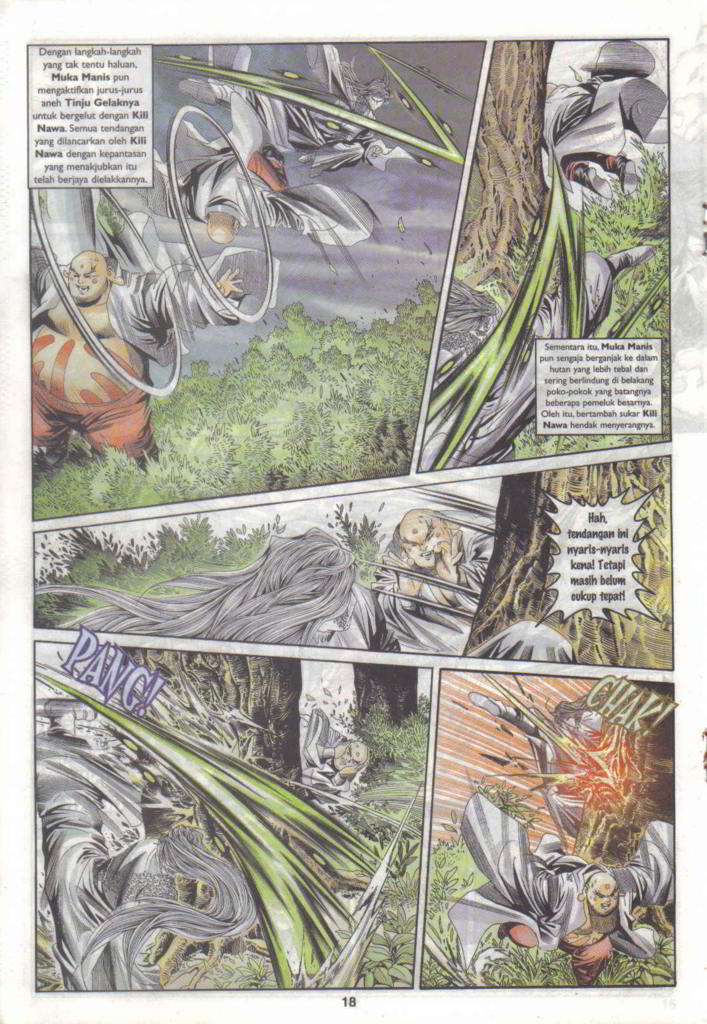 Dengan langkah-langkah
yang tak tentu haluan,
Muka Manis pun
mengaktifkan jurus-jurus
aneh Tinju Gelaknya
untuk bergelut dengan Kili
Nawa. Semua tendangan
yang dilancarkan oleh Kili
Nawa dengan kepantasan
yang menakjubkan itu
telah berjaya dielakkannya.
Sementara itu, Muka Manis
pun sengaja berganjak ke dalam
hutan yang lebih tebal dan
sering berlindung di belakang
poko-pokok yang batangnya
beberapa pemeluk besarnya.
Oleh itu, bertambah sukar Kili
Nawa hendak menyerangnya.
Hah,
tendangan ini
nyaris-nyaris
kena! Tetapi
masih belum
cukup tepat!
PANG!
CHAK!
18